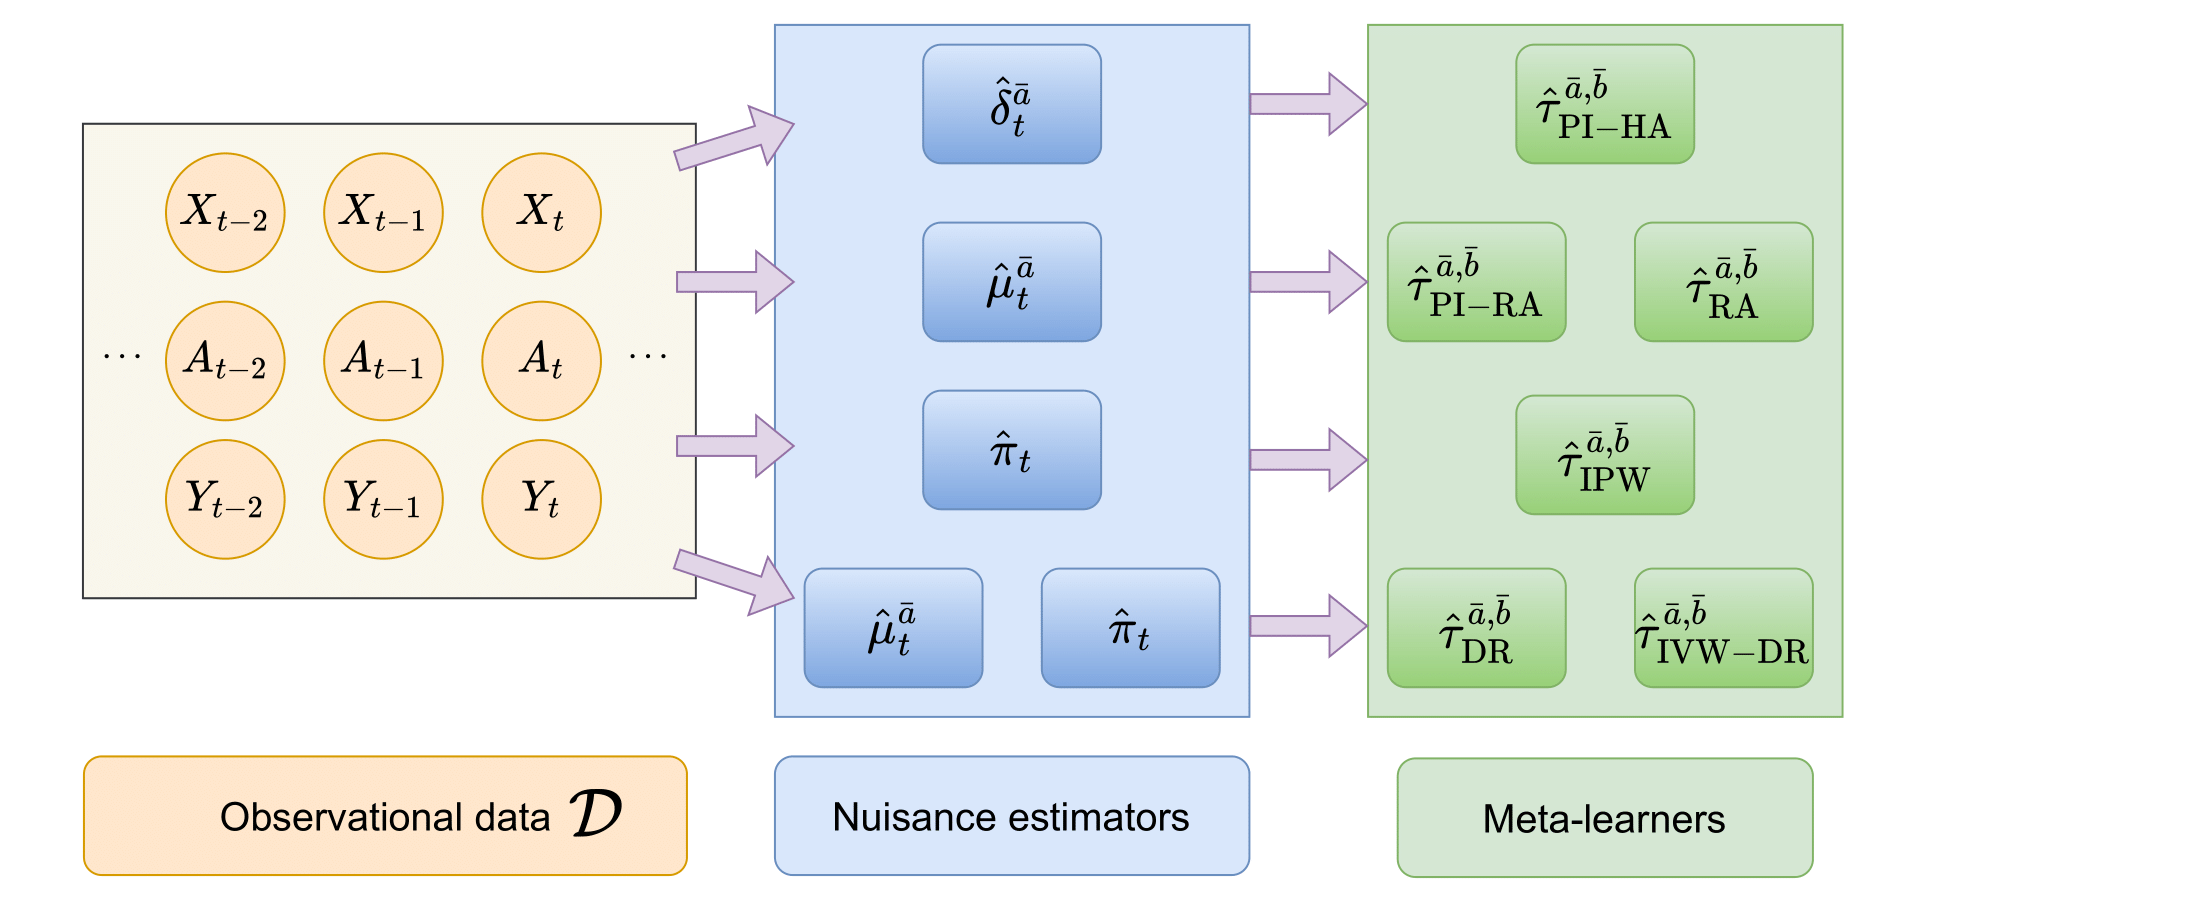 $\hat{\delta}_t^{\bar{a}}$ $\hat{\tau}_{\mathrm{PI-HA}}^{\bar{a},\bar{b}}$
$X_{t-2}$ $X_{t-1}$ $X_t$
$\hat{\mu}_t^{\bar{a}}$ $\hat{\tau}_{\mathrm{PI-RA}}^{\bar{a},\bar{b}}$ $\hat{\tau}_{\mathrm{RA}}^{\bar{a},\bar{b}}$
… $A_{t-2}$ $A_{t-1}$ $A_t$ …
$\hat{\pi}_t$ $\hat{\tau}_{\mathrm{IPW}}^{\bar{a},\bar{b}}$
$Y_{t-2}$ $Y_{t-1}$ $Y_t$
$\hat{\mu}_t^{\bar{a}}$ $\hat{\pi}_t$ $\hat{\tau}_{\mathrm{DR}}^{\bar{a},\bar{b}}$ $\hat{\tau}_{\mathrm{IVW-DR}}^{\bar{a},\bar{b}}$
Observational data $\mathcal{D}$
Nuisance estimators
Meta-learners